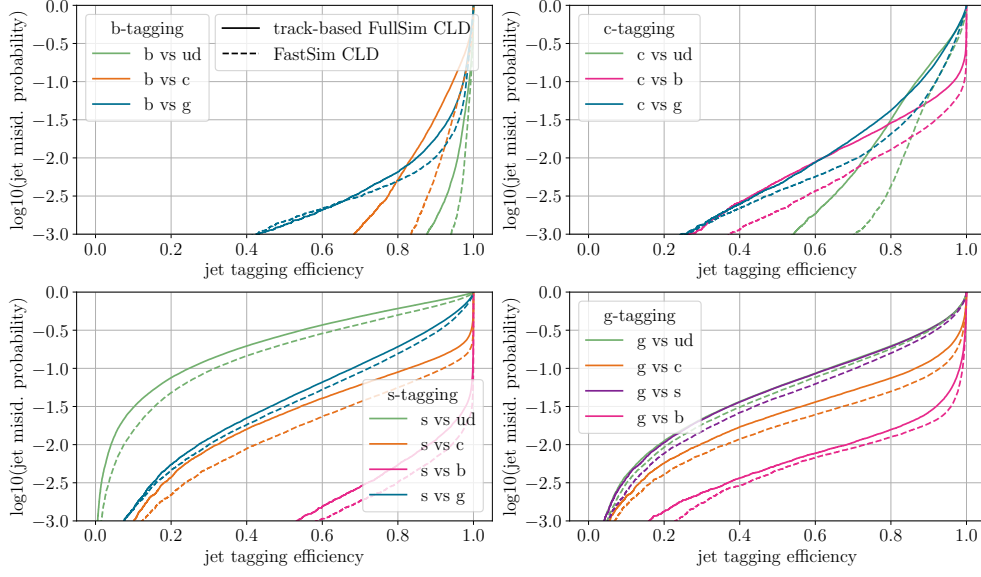 b-tagging
b vs ud
b vs c
b vs g
track-based FullSim CLD
FastSim CLD
log10(jet misid. probability)
0.0
−0.5
−1.0
−1.5
−2.0
−2.5
−3.0
0.0 0.2 0.4 0.6 0.8 1.0
jet tagging efficiency
c-tagging
c vs ud
c vs b
c vs g
log10(jet misid. probability)
0.0
−0.5
−1.0
−1.5
−2.0
−2.5
−3.0
0.0 0.2 0.4 0.6 0.8 1.0
jet tagging efficiency
s-tagging
s vs ud
s vs c
s vs b
s vs g
log10(jet misid. probability)
0.0
−0.5
−1.0
−1.5
−2.0
−2.5
−3.0
0.0 0.2 0.4 0.6 0.8 1.0
jet tagging efficiency
g-tagging
g vs ud
g vs c
g vs s
g vs b
log10(jet misid. probability)
0.0
−0.5
−1.0
−1.5
−2.0
−2.5
−3.0
0.0 0.2 0.4 0.6 0.8 1.0
jet tagging efficiency